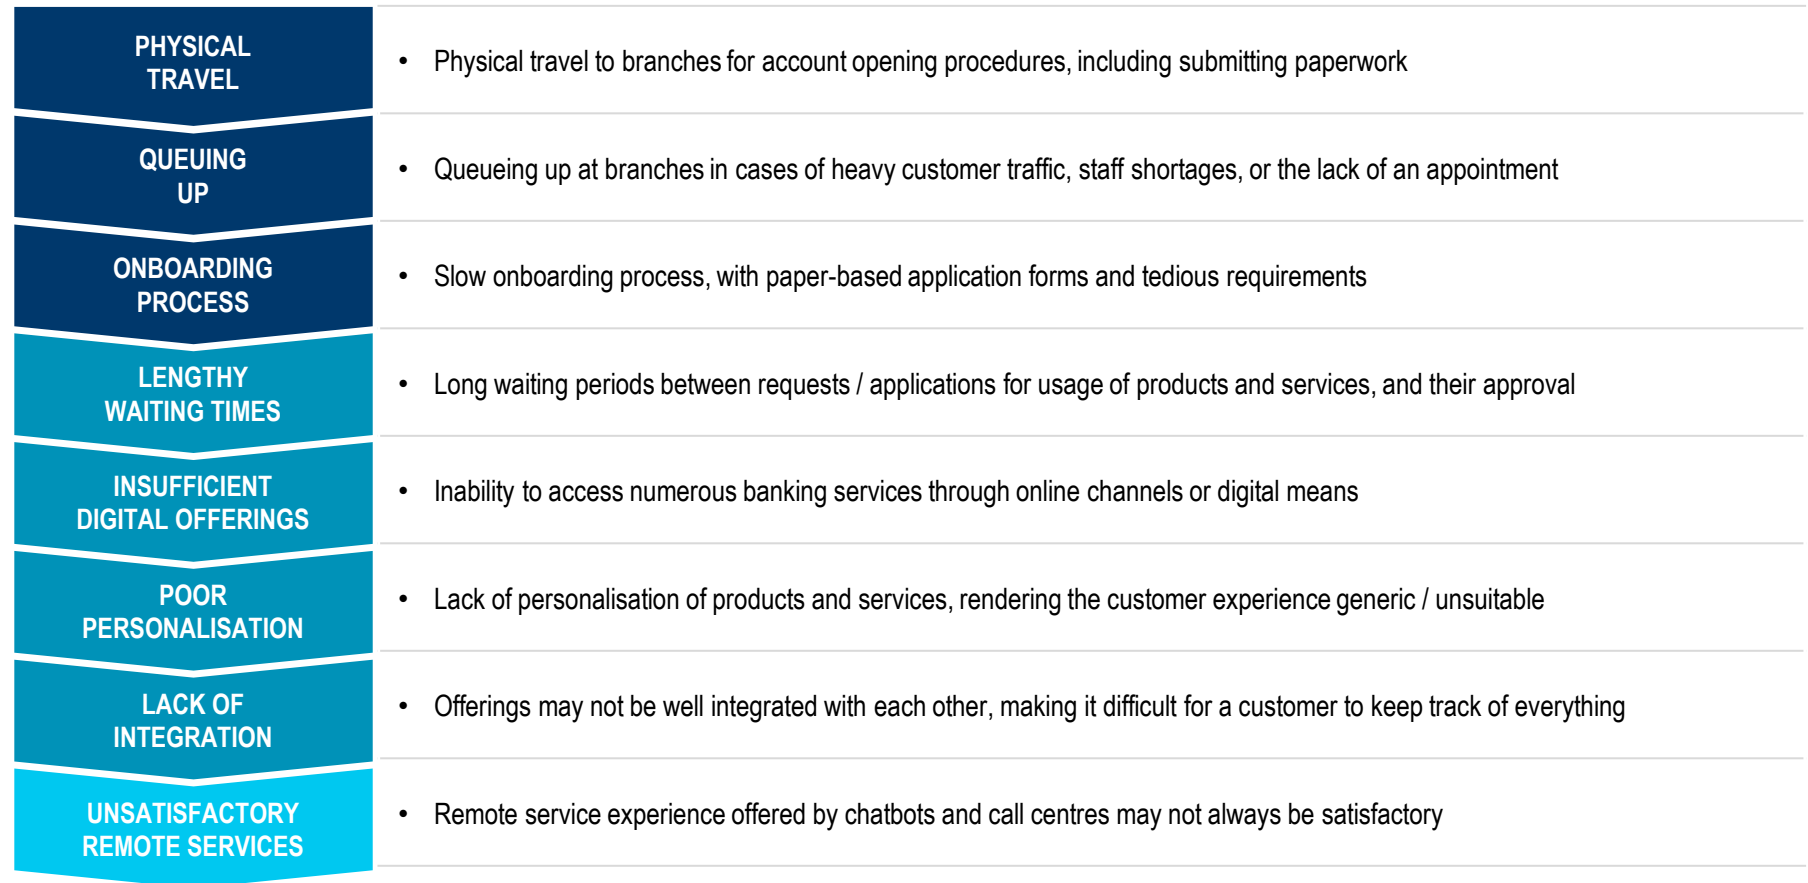 PHYSICAL
TRAVEL
• Physical travel to branches for account opening procedures, including submitting paperwork
QUEUING
UP
• Queueing up at branches in cases of heavy customer traffic, staff shortages, or the lack of an appointment
ONBOARDING
PROCESS
• Slow onboarding process, with paper-based application forms and tedious requirements
LENGTHY
WAITING TIMES
• Long waiting periods between requests / applications for usage of products and services, and their approval
INSUFFICIENT
DIGITAL OFFERINGS
• Inability to access numerous banking services through online channels or digital means
POOR
PERSONALISATION
• Lack of personalisation of products and services, rendering the customer experience generic / unsuitable
LACK OF
INTEGRATION
• Offerings may not be well integrated with each other, making it difficult for a customer to keep track of everything
UNSATISFACTORY
REMOTE SERVICES
• Remote service experience offered by chatbots and call centres may not always be satisfactory